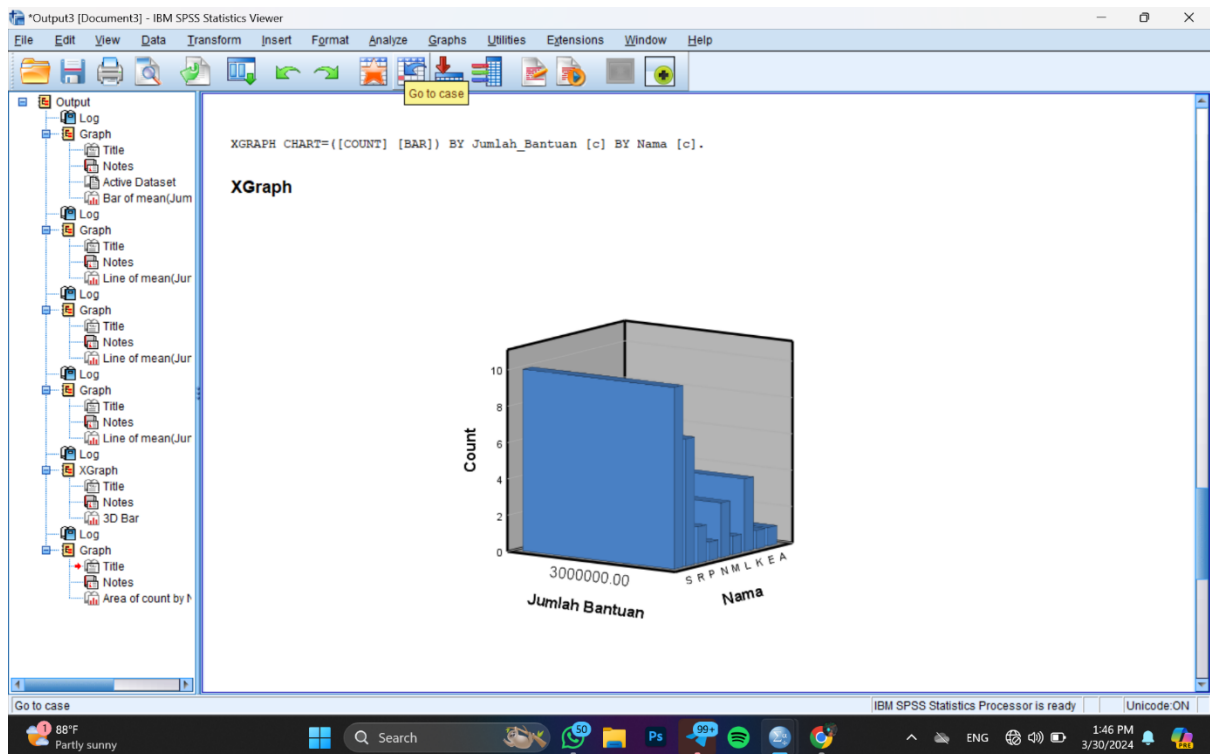 *Output3 [Document3] - IBM SPSS Statistics Viewer
File Edit View Data Transform Insert Format Analyze Graphs Utilities Extensions Window Help
Go to case
Output
Log
Graph
Title
Notes
Active Dataset
Bar of mean(Jum
Log
Graph
Title
Notes
Line of mean(Jur
Log
Graph
Title
Notes
Line of mean(Jur
Log
Graph
Title
Notes
Line of mean(Jur
Log
XGraph
Title
Notes
3D Bar
Log
Graph
Title
Notes
Area of count by N
XGRAPH CHART=([COUNT] [BAR]) BY Jumlah_Bantuan [c] BY Nama [c].
XGraph
10
8
6
4
2
0
Count
3000000.00
Jumlah Bantuan
S R P N M L K E A
Nama
Go to case
IBM SPSS Statistics Processor is ready
Unicode:ON
1
88°F
Partly sunny
Search
50
Ps
99+
ENG
1:46 PM
3/30/2024
PRE